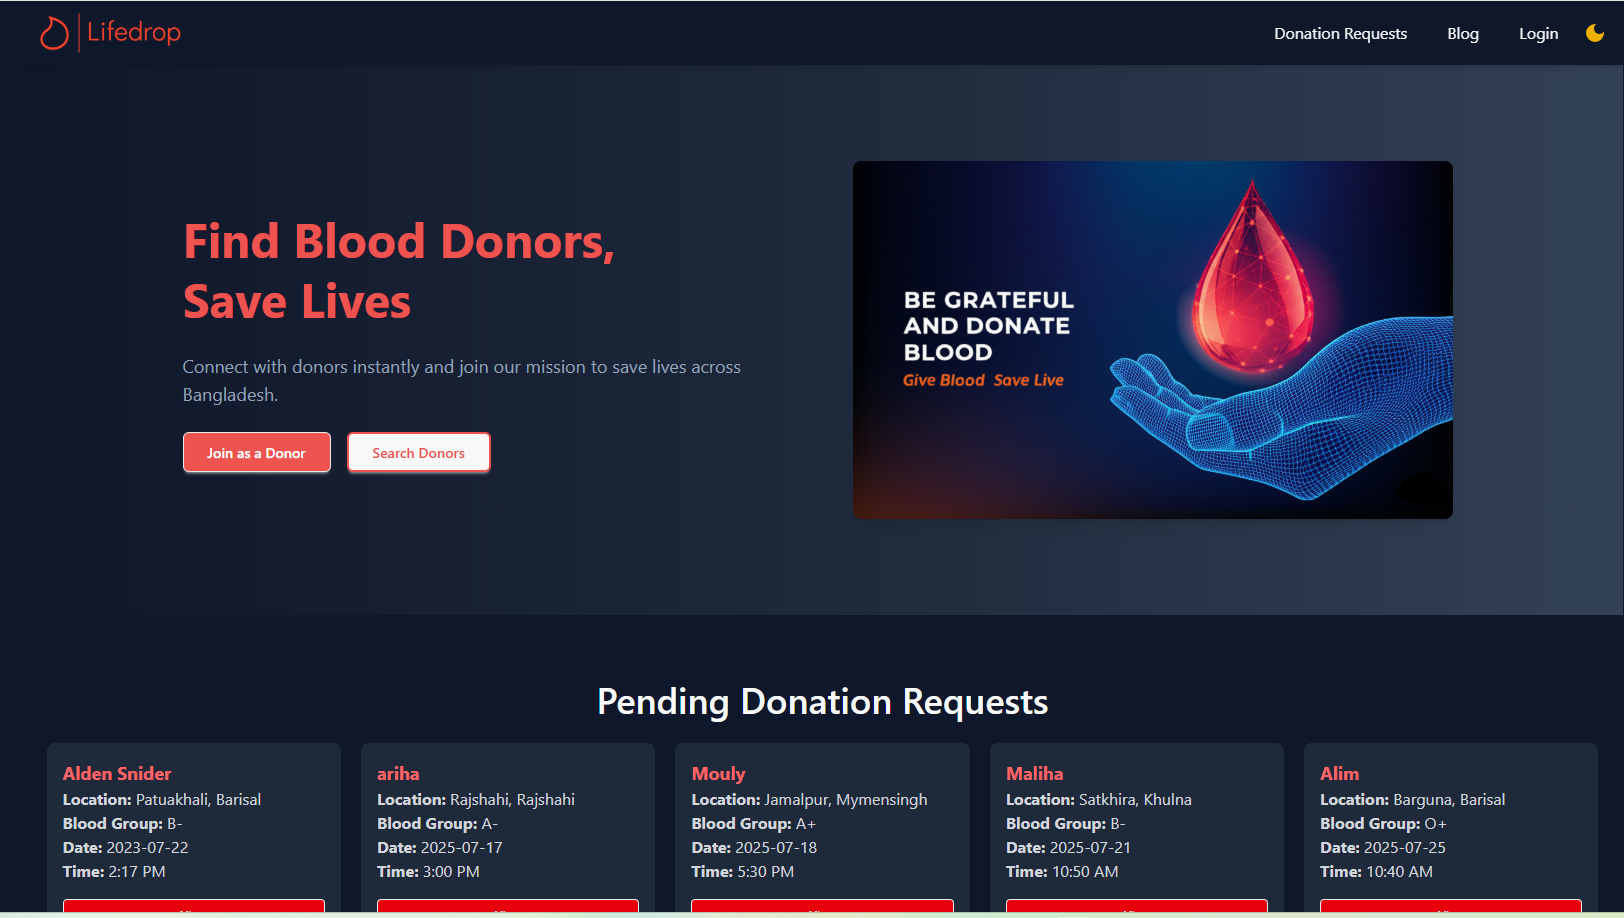 Lifedrop
Donation Requests
Blog
Login
Find Blood Donors,
Save Lives
Connect with donors instantly and join our mission to save lives across
Bangladesh.
Join as a Donor
Search Donors
BE GRATEFUL
AND DONATE
BLOOD
Give Blood Save Live
Pending Donation Requests
Alden Snider
Location: Patuakhali, Barisal
Blood Group: B-
Date: 2023-07-22
Time: 2:17 PM
ariha
Location: Rajshahi, Rajshahi
Blood Group: A-
Date: 2025-07-17
Time: 3:00 PM
Mouly
Location: Jamalpur, Mymensingh
Blood Group: A+
Date: 2025-07-18
Time: 5:30 PM
Maliha
Location: Satkhira, Khulna
Blood Group: B-
Date: 2025-07-21
Time: 10:50 AM
Alim
Location: Barguna, Barisal
Blood Group: O+
Date: 2025-07-25
Time: 10:40 AM